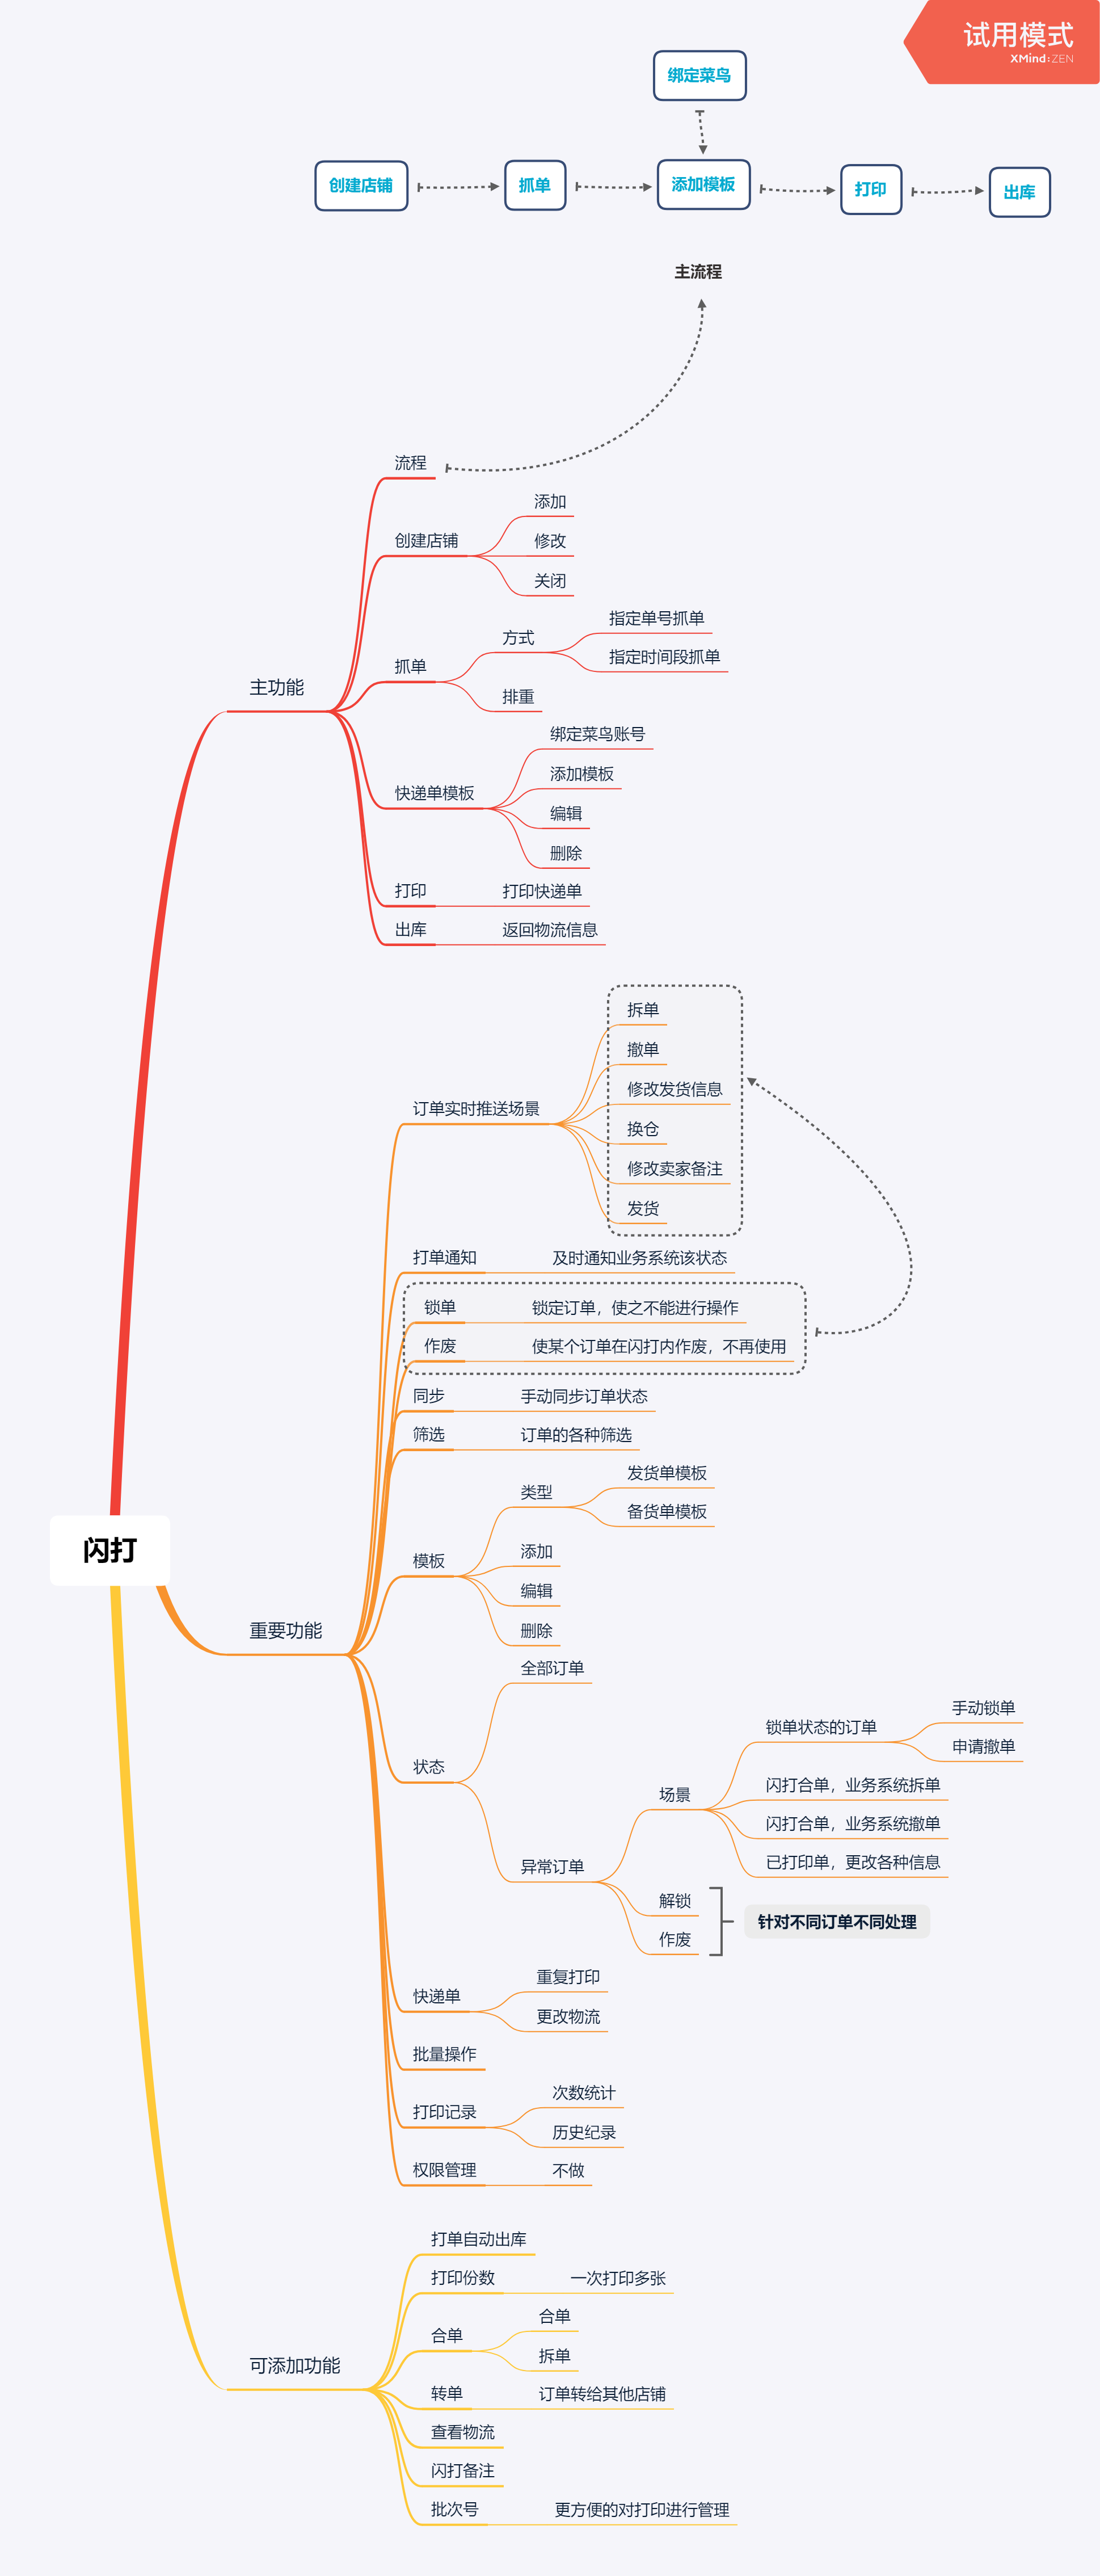 试用模式
XMind:ZEN
绑定菜鸟
创建店铺
抓单
添加模板
打印
出库
主流程
流程
添加
创建店铺
修改
关闭
指定单号抓单
方式
指定时间段抓单
抓单
主功能
排重
绑定菜鸟账号
添加模板
快递单模板
编辑
删除
打印
打印快递单
出库
返回物流信息
拆单
撤单
修改发货信息
订单实时推送场景
换仓
修改卖家备注
发货
打单通知
及时通知业务系统该状态
锁单
锁定订单，使之不能进行操作
作废
使某个订单在闪打内作废，不再使用
同步
手动同步订单状态
筛选
订单的各种筛选
发货单模板
类型
备货单模板
闪打
添加
模板
编辑
重要功能
删除
全部订单
手动锁单
锁单状态的订单
申请撤单
状态
闪打合单，业务系统拆单
场景
闪打合单，业务系统撤单
已打印单，更改各种信息
异常订单
解锁
针对不同订单不同处理
作废
重复打印
快递单
更改物流
批量操作
次数统计
打印记录
历史纪录
权限管理
不做
打单自动出库
打印份数
一次打印多张
合单
合单
拆单
可添加功能
转单
订单转给其他店铺
查看物流
闪打备注
批次号
更方便的对打印进行管理